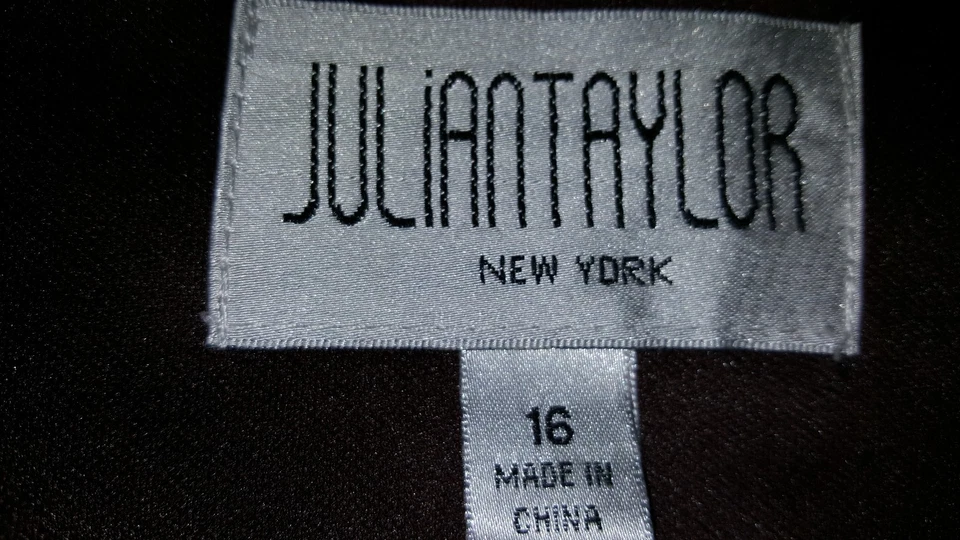 JULiANTAYLOR
NEW YORK
16
MADE IN
CHINA